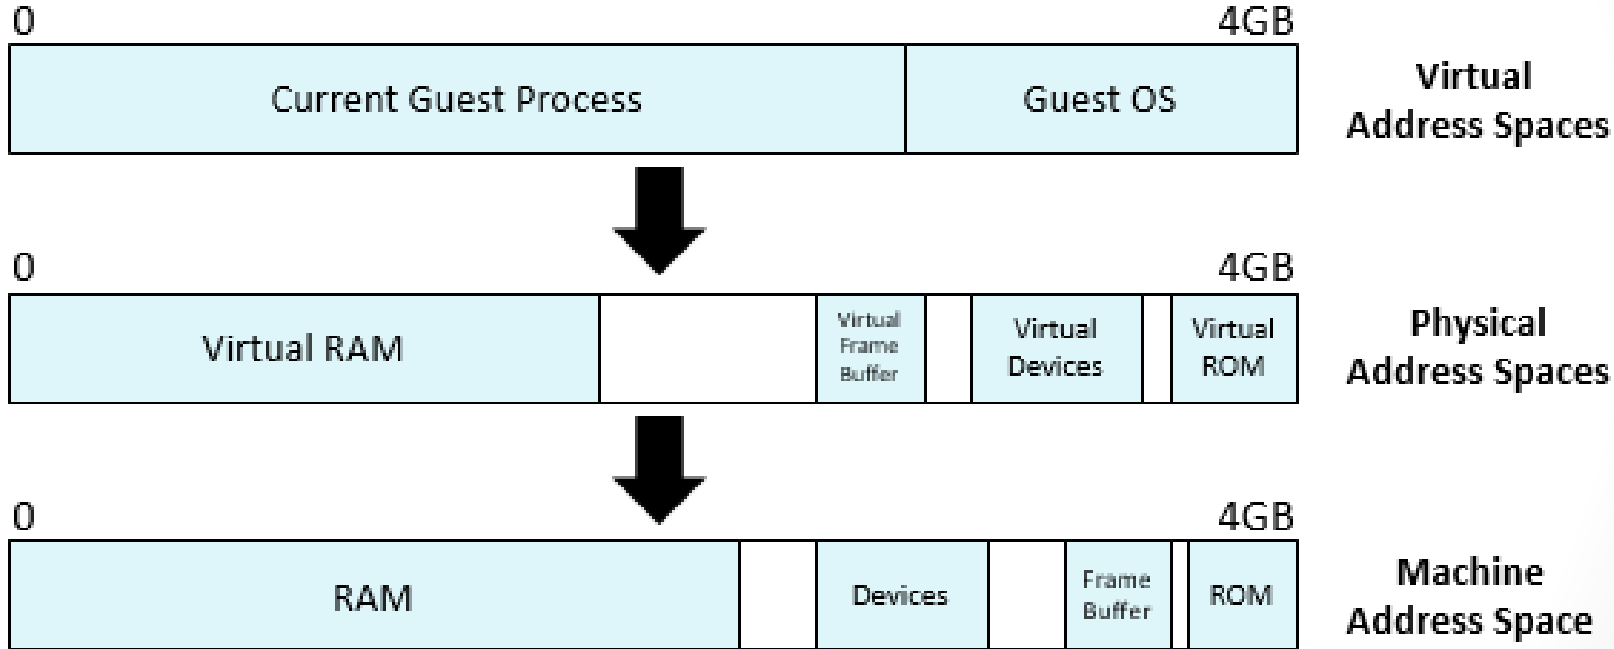 0
4GB
Current Guest Process
Guest OS
Virtual
Address Spaces
0
4GB
Virtual RAM
Virtual
Frame
Buffer
Virtual
Devices
Virtual
ROM
Physical
Address Spaces
0
4GB
RAM
Devices
Frame
Buffer
ROM
Machine
Address Space